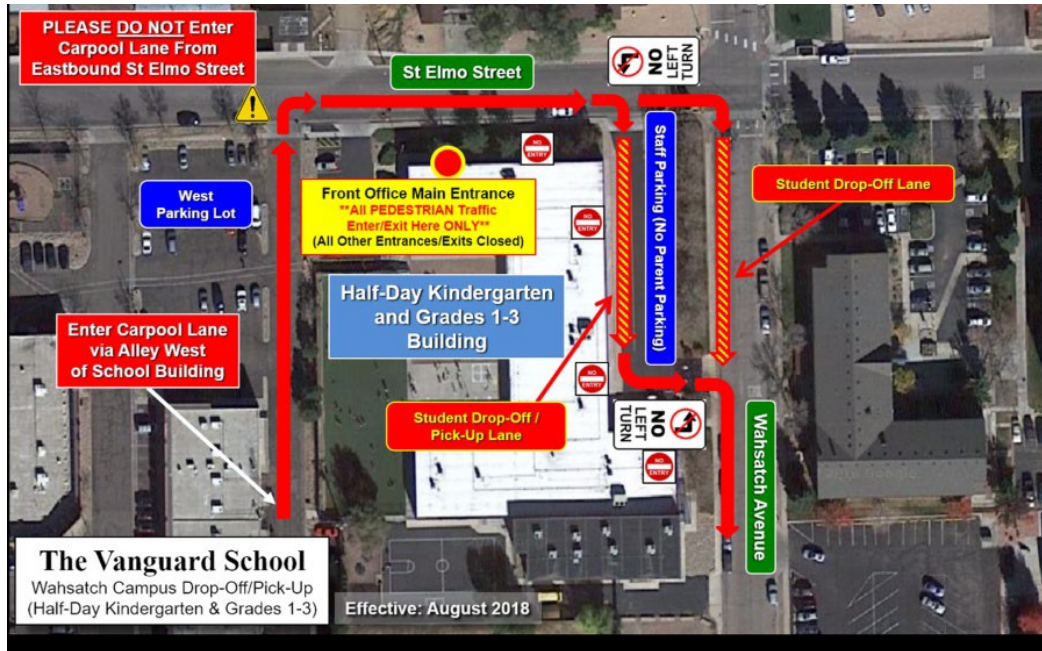 PLEASE DO NOT Enter
Carpool Lane From
Eastbound St Elmo Street
St Elmo Street
NO
LEFT
TURN
West
Parking Lot
Front Office Main Entrance
**All PEDESTRIAN Traffic
Enter/Exit Here ONLY**
(All Other Entrances/Exits Closed)
NO
ENTRY
NO
ENTRY
Staff Parking (No Parent Parking)
Student Drop-Off Lane
Half-Day Kindergarten
and Grades 1-3
Building
Enter Carpool Lane
via Alley West
of School Building
NO
ENTRY
Student Drop-Off /
Pick-Up Lane
NO
LEFT
TURN
NO
ENTRY
Wahsatch Avenue
The Vanguard School
Wahsatch Campus Drop-Off/Pick-Up
(Half-Day Kindergarten & Grades 1-3)
Effective: August 2018